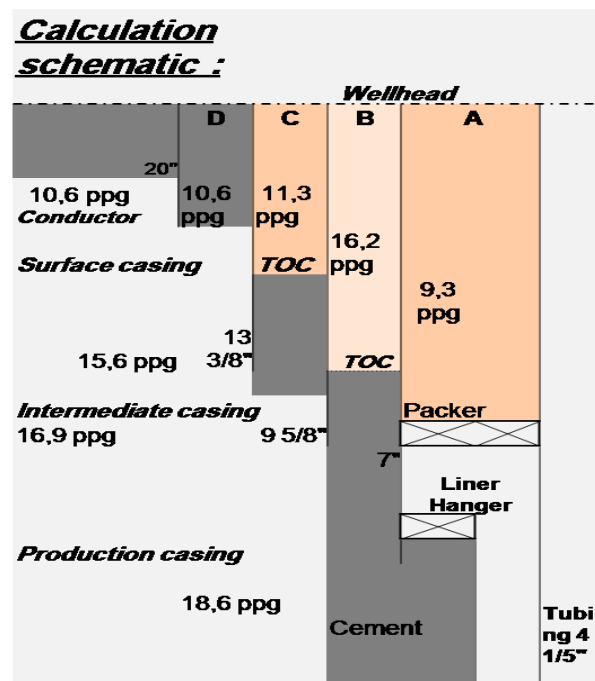 Calculation
schematic :
Wellhead
D C B A
20"
10,6 ppg
Conductor
10,6
ppg
11,3
ppg
16,2
ppg
Surface casing
TOC
9,3
ppg
13
3/8"
15,6 ppg
TOC
Intermediate casing
Packer
16,9 ppg
9 5/8"
7"
Liner
Hanger
Production casing
18,6 ppg
Cement
Tubi
ng 4
1/5"